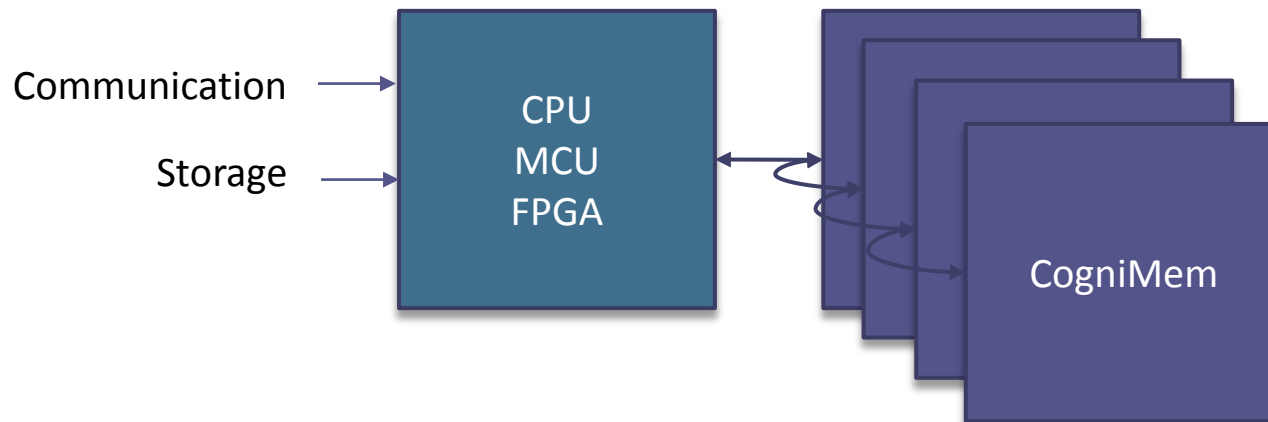 Communication
Storage
CPU
MCU
FPGA
CogniMem